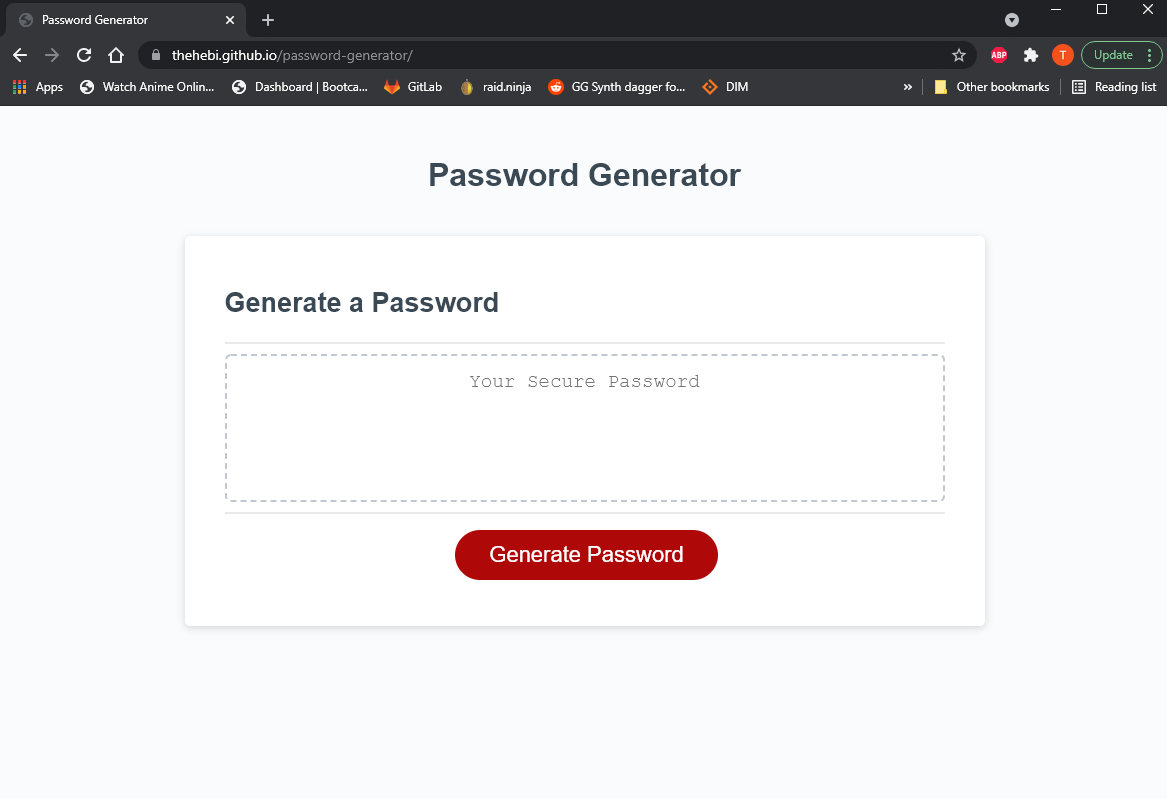 Password Generator
thehebi.github.io/password-generator/
ABP
T
Update
Apps
Watch Anime Onlin...
Dashboard | Bootca...
GitLab
raid.ninja
GG Synth dagger fo...
DIM
»
Other bookmarks
Reading list
Password Generator
Generate a Password
Your Secure Password
Generate Password